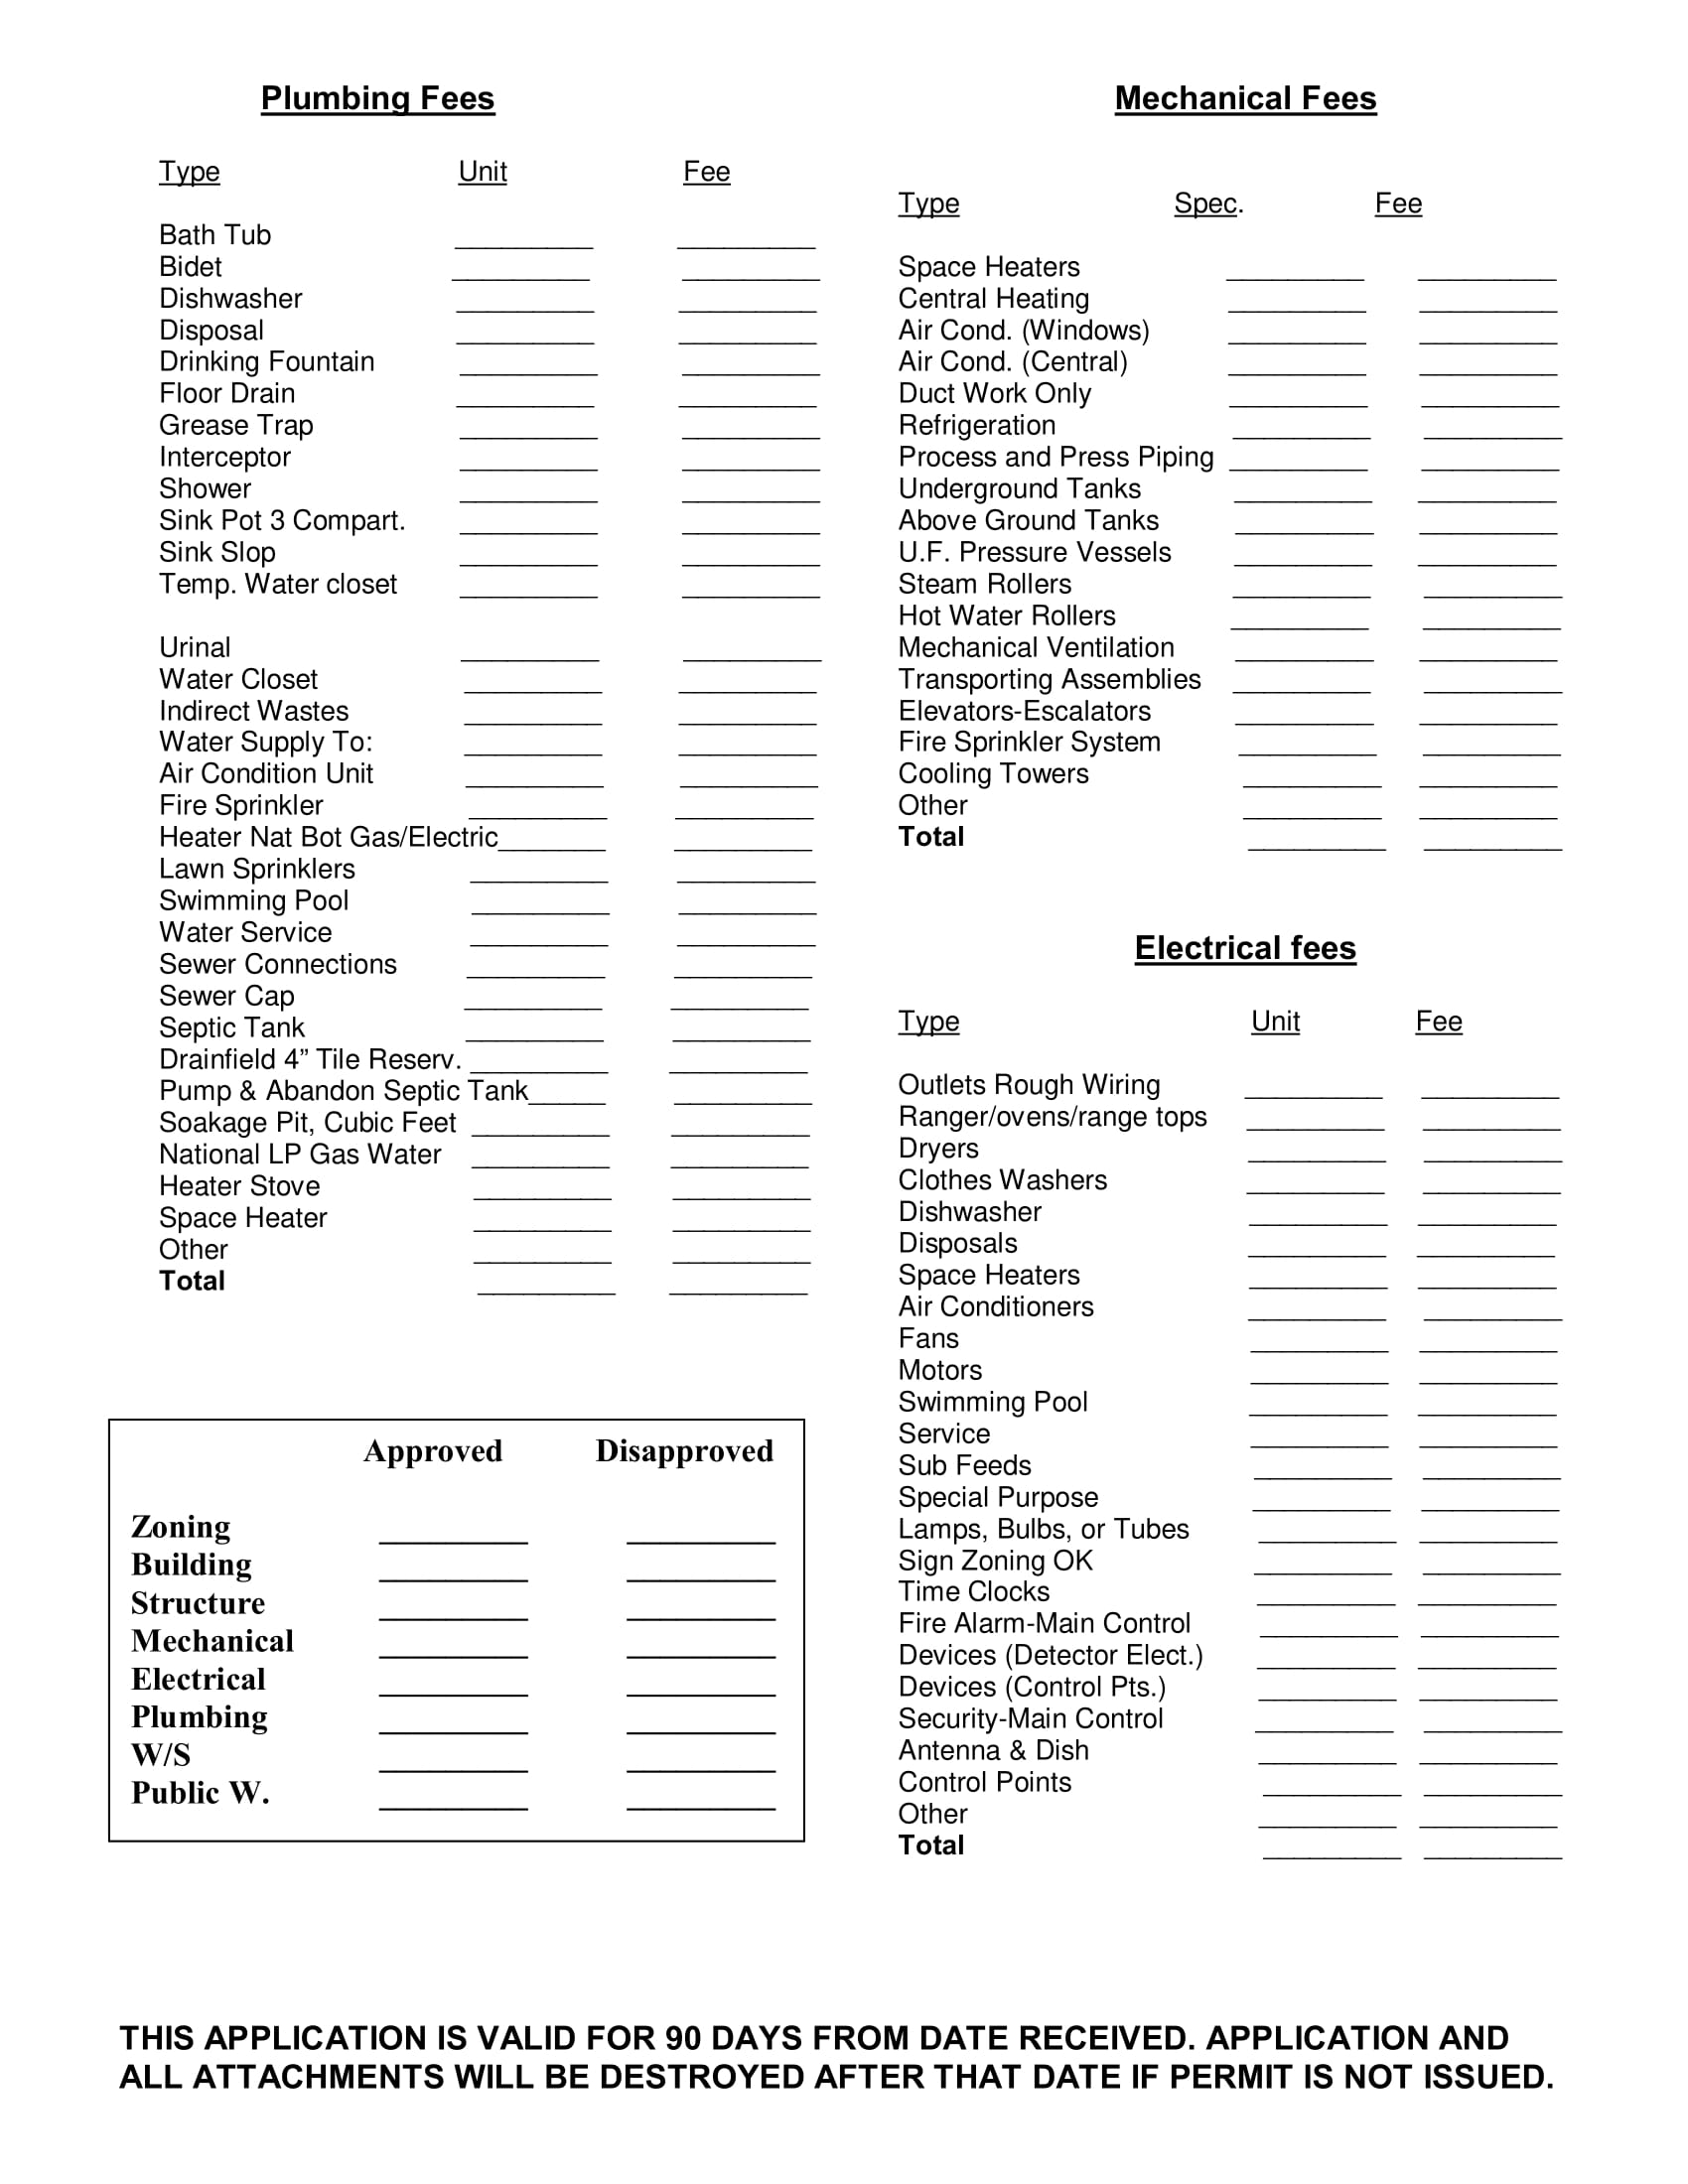 Plumbing Fees
Type Unit Fee
Bath Tub _________ _________
Bidet _________ _________
Dishwasher _________ _________
Disposal _________ _________
Drinking Fountain _________ _________
Floor Drain _________ _________
Grease Trap _________ _________
Interceptor _________ _________
Shower _________ _________
Sink Pot 3 Compart. _________ _________
Sink Slop _________ _________
Temp. Water closet _________ _________
Urinal _________ _________
Water Closet _________ _________
Indirect Wastes _________ _________
Water Supply To: _________ _________
Air Condition Unit _________ _________
Fire Sprinkler _________ _________
Heater Nat Bot Gas/Electric_______ _________
Lawn Sprinklers _________ _________
Swimming Pool _________ _________
Water Service _________ _________
Sewer Connections _________ _________
Sewer Cap _________ _________
Septic Tank _________ _________
Drainfield 4” Tile Reserv. _________ _________
Pump & Abandon Septic Tank_____ _________
Soakage Pit, Cubic Feet _________ _________
National LP Gas Water _________ _________
Heater Stove _________ _________
Space Heater _________ _________
Other _________ _________
Total _________ _________
Approved Disapproved
Zoning _________ _________
Building _________ _________
Structure _________ _________
Mechanical _________ _________
Electrical _________ _________
Plumbing _________ _________
W/S _________ _________
Public W. _________ _________
Mechanical Fees
Type Spec. Fee
Space Heaters _________ _________
Central Heating _________ _________
Air Cond. (Windows) _________ _________
Air Cond. (Central) _________ _________
Duct Work Only _________ _________
Refrigeration _________ _________
Process and Press Piping _________ _________
Underground Tanks _________ _________
Above Ground Tanks _________ _________
U.F. Pressure Vessels _________ _________
Steam Rollers _________ _________
Hot Water Rollers _________ _________
Mechanical Ventilation _________ _________
Transporting Assemblies _________ _________
Elevators-Escalators _________ _________
Fire Sprinkler System _________ _________
Cooling Towers _________ _________
Other _________ _________
Total _________ _________
Electrical fees
Type Unit Fee
Outlets Rough Wiring _________ _________
Ranger/ovens/range tops _________ _________
Dryers _________ _________
Clothes Washers _________ _________
Dishwasher _________ _________
Disposals _________ _________
Space Heaters _________ _________
Air Conditioners _________ _________
Fans _________ _________
Motors _________ _________
Swimming Pool _________ _________
Service _________ _________
Sub Feeds _________ _________
Special Purpose _________ _________
Lamps, Bulbs, or Tubes _________ _________
Sign Zoning OK _________ _________
Time Clocks _________ _________
Fire Alarm-Main Control _________ _________
Devices (Detector Elect.) _________ _________
Devices (Control Pts.) _________ _________
Security-Main Control _________ _________
Antenna & Dish _________ _________
Control Points _________ _________
Other _________ _________
Total _________ _________
THIS APPLICATION IS VALID FOR 90 DAYS FROM DATE RECEIVED. APPLICATION AND
ALL ATTACHMENTS WILL BE DESTROYED AFTER THAT DATE IF PERMIT IS NOT ISSUED.